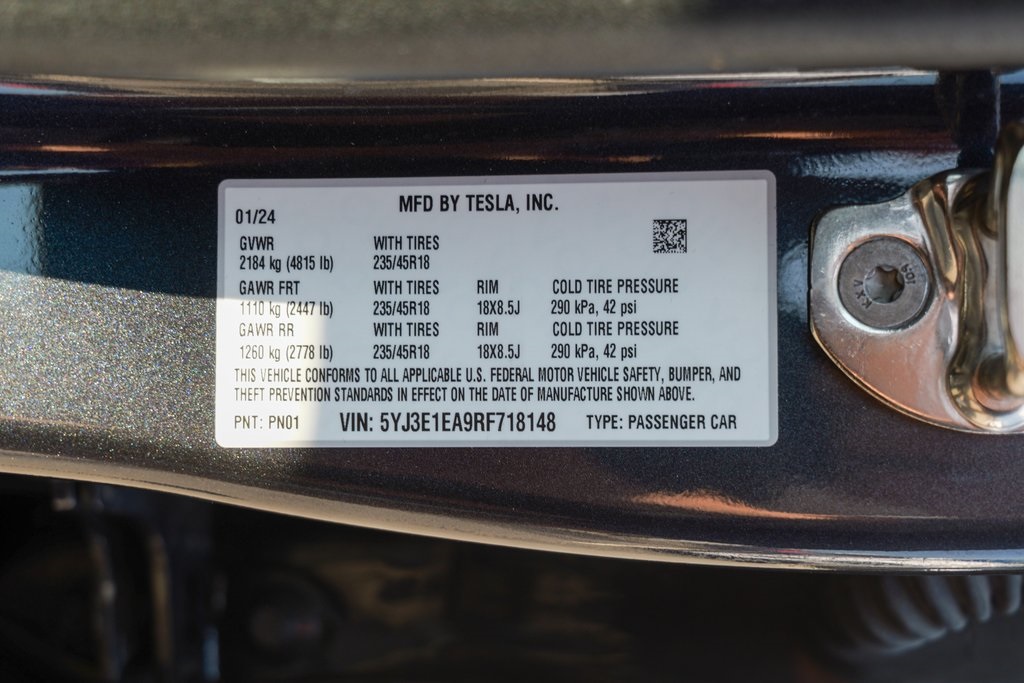 MFD BY TESLA, INC.
01/24
GVWR WITH TIRES
2184 kg (4815 lb) 235/45R18
GAWR FRT WITH TIRES RIM COLD TIRE PRESSURE
1110 kg (2447 lb) 235/45R18 18X8.5J 290 kPa, 42 psi
GAWR RR WITH TIRES RIM COLD TIRE PRESSURE
1260 kg (2778 lb) 235/45R18 18X8.5J 290 kPa, 42 psi
THIS VEHICLE CONFORMS TO ALL APPLICABLE U.S. FEDERAL MOTOR VEHICLE SAFETY, BUMPER, AND
THEFT PREVENTION STANDARDS IN EFFECT ON THE DATE OF MANUFACTURE SHOWN ABOVE.
PNT: PN01 VIN: 5YJ3E1EA9RF718148 TYPE: PASSENGER CAR